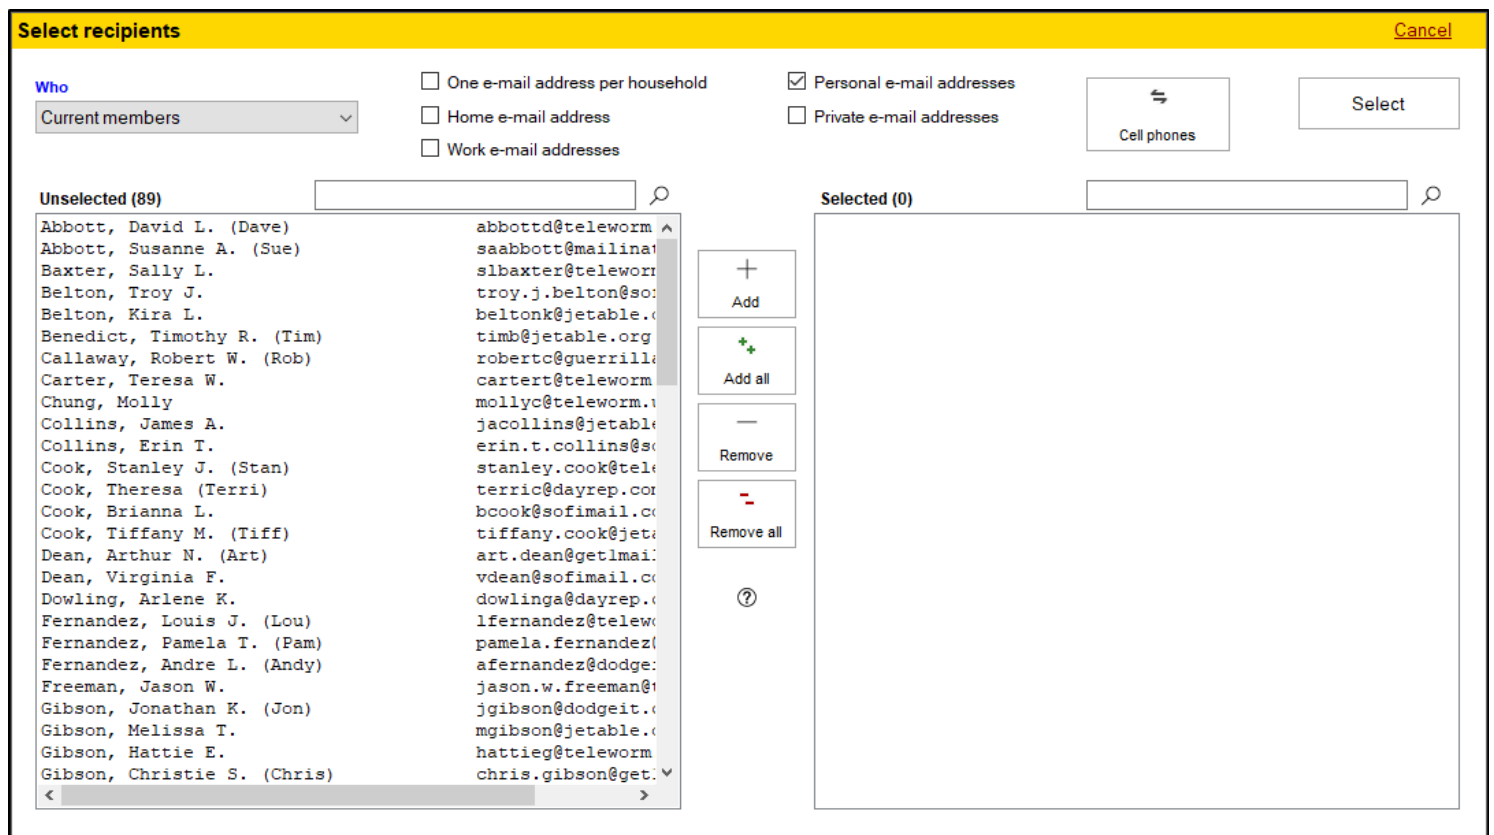 Select recipients
Cancel
Who
Current members
One e-mail address per household
Home e-mail address
Work e-mail addresses
Personal e-mail addresses
Private e-mail addresses
Cell phones
Select
Unselected (89)
Selected (0)
Abbott, David L. (Dave) abbottd@teleworm
Abbott, Susanne A. (Sue) saabbott@mailinat
Baxter, Sally L. slbaxter@teleworm
Belton, Troy J. troy.j.belton@so
Belton, Kira L. beltonk@jetable.
Benedict, Timothy R. (Tim) timb@jetable.org
Callaway, Robert W. (Rob) robertc@guerrilla
Carter, Teresa W. cartert@teleworm
Chung, Molly mollyc@teleworm.
Collins, James A. jacollins@jetable
Collins, Erin T. erin.t.collins@s
Cook, Stanley J. (Stan) stanley.cook@tele
Cook, Theresa (Terri) terric@dayrep.co
Cook, Brianna L. bcook@sofimail.c
Cook, Tiffany M. (Tiff) tiffany.cook@jeta
Dean, Arthur N. (Art) art.dean@getlmail
Dean, Virginia F. vdean@sofimail.c
Dowling, Arlene K. dowlinga@dayrep.
Fernandez, Louis J. (Lou) lfernandez@telew
Fernandez, Pamela T. (Pam) pamela.fernandez
Fernandez, Andre L. (Andy) afernandez@dodge
Freeman, Jason W. jason.w.freeman@
Gibson, Jonathan K. (Jon) jgibson@dodgeit.
Gibson, Melissa T. mgibson@jetable.
Gibson, Hattie E. hattieg@teleworm
Gibson, Christie S. (Chris) chris.gibson@get
Add
Add all
Remove
Remove all